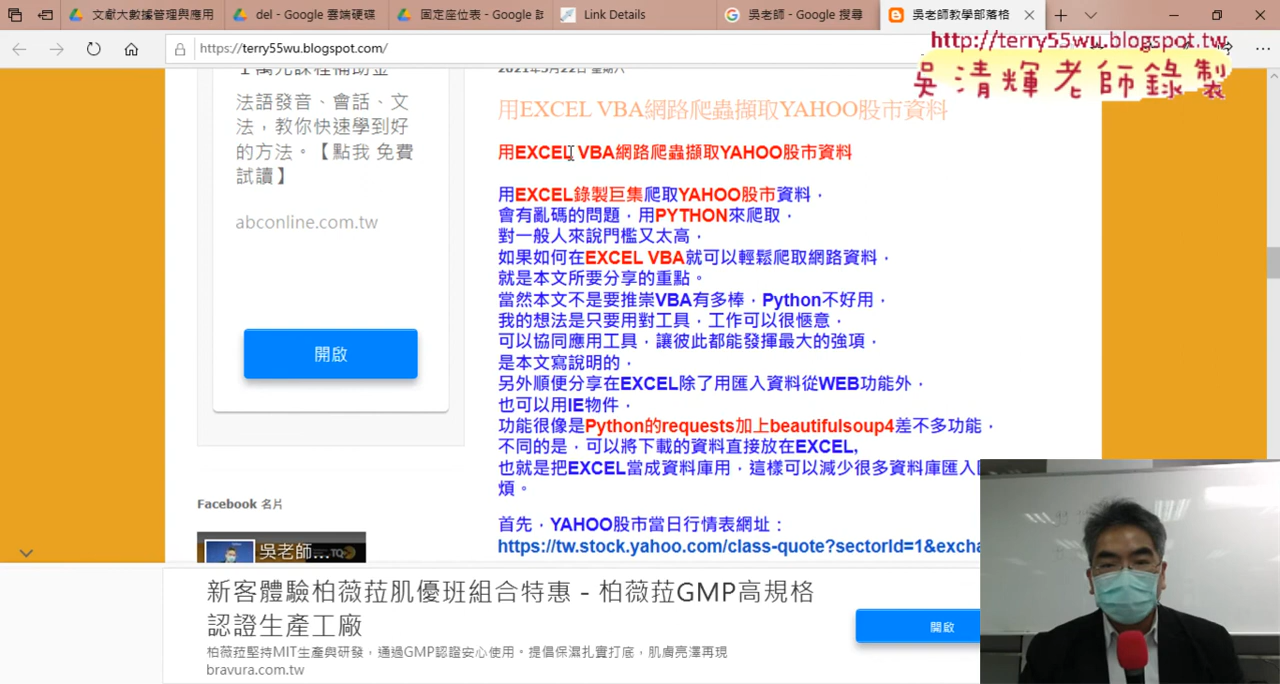 文獻大數據管理與應用
del - Google 雲端硬碟
固定座位表 - Google 試
Link Details
吳老師 - Google 搜尋
吳老師教學部落格
https://terry55wu.blogspot.com/
http://terry55wu.blogspot.tw
吳清輝老師錄製
法語發音、會話、文
法，教你快速學到好
的方法。【點我 免費
試讀】
abconline.com.tw
開啟
Facebook 名片
吳老師...
用EXCEL VBA網路爬蟲擷取YAHOO股市資料
用EXCEL VBA網路爬蟲擷取YAHOO股市資料
用EXCEL錄製巨集爬取YAHOO股市資料，
會有亂碼的問題，用PYTHON來爬取，
對一般人來說門檻又太高，
如果如何在EXCEL VBA就可以輕鬆爬取網路資料，
就是本文所要分享的重點。
當然本文不是要推崇VBA有多棒，Python不好用，
我的想法是只要用對工具，工作可以很愜意，
可以協同應用工具，讓彼此都能發揮最大的強項，
是本文寫說明的，
另外順便分享在EXCEL除了用匯入資料從WEB功能外，
也可以用IE物件，
功能很像是Python的requests加上beautifulsoup4差不多功能，
不同的是，可以將下載的資料直接放在EXCEL,
也就是把EXCEL當成資料庫用，這樣可以減少很多資料庫匯入
煩。
首先，YAHOO股市當日行情表網址：
https://tw.stock.yahoo.com/class-quote?sectorId=1&excha
新客體驗柏薇菈肌優班組合特惠 - 柏薇菈GMP高規格
認證生產工廠
柏薇菈堅持MIT生產與研發，通過GMP認證安心使用。提倡保濕扎實打底，肌膚亮澤再現
bravura.com.tw
開啟